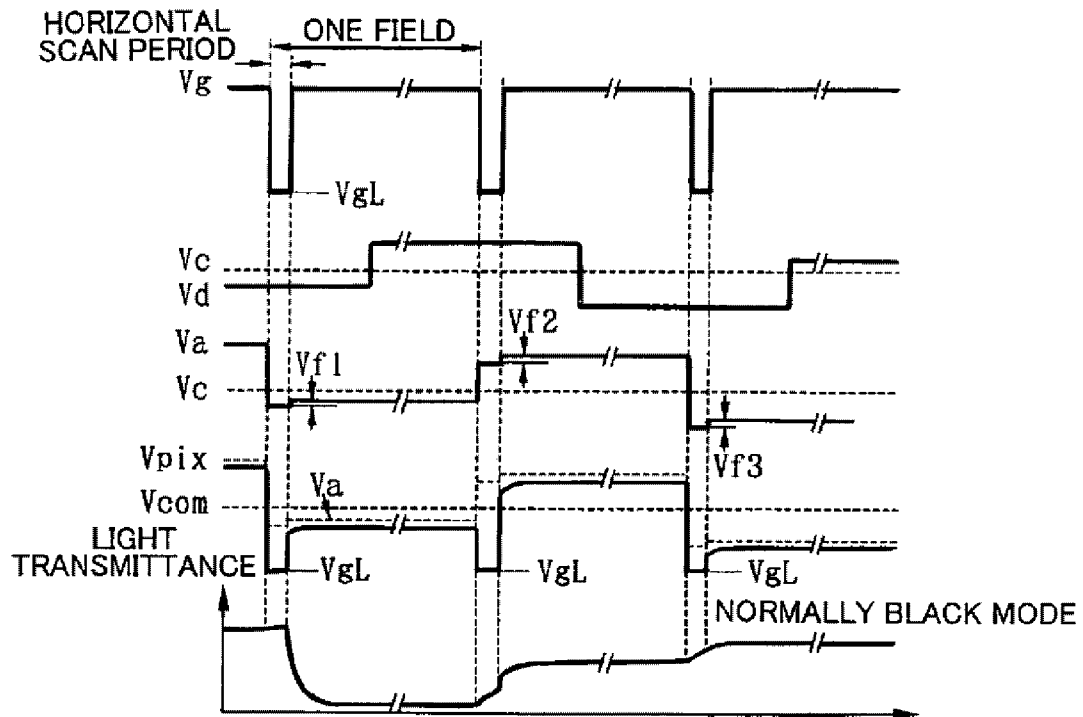 HORIZONTAL
SCAN PERIOD
ONE FIELD
Vg
VgL
Vc
Vd
Vf2
Va
Vf1
Vc
Vf3
Vpix
Va
Vcom
LIGHT
TRANSMITTANCE
VgL
VgL
VgL
NORMALLY BLACK MODE